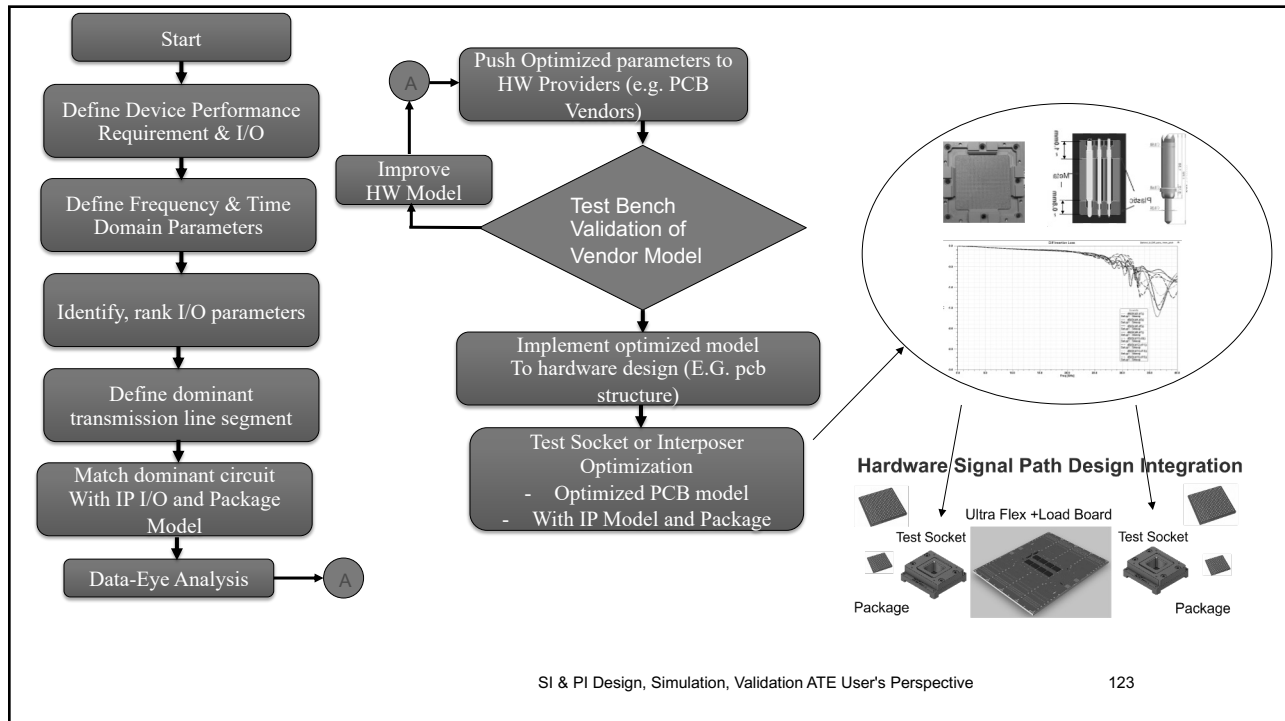 Start
Define Device Performance
Requirement & I/O
Define Frequency & Time
Domain Parameters
Identify, rank I/O parameters
Define dominant
transmission line segment
Match dominant circuit
With IP I/O and Package
Model
Data-Eye Analysis
A
A
Push Optimized parameters to
HW Providers (e.g. PCB
Vendors)
Improve
HW Model
Test Bench
Validation of
Vendor Model
Implement optimized model
To hardware design (E.G. pcb
structure)
Test Socket or Interposer
Optimization
- Optimized PCB model
- With IP Model and Package
Meta
l
Plastic
Hardware Signal Path Design Integration
Ultra Flex +Load Board
Test Socket
Test Socket
Package
Package
SI & PI Design, Simulation, Validation ATE User's Perspective
123